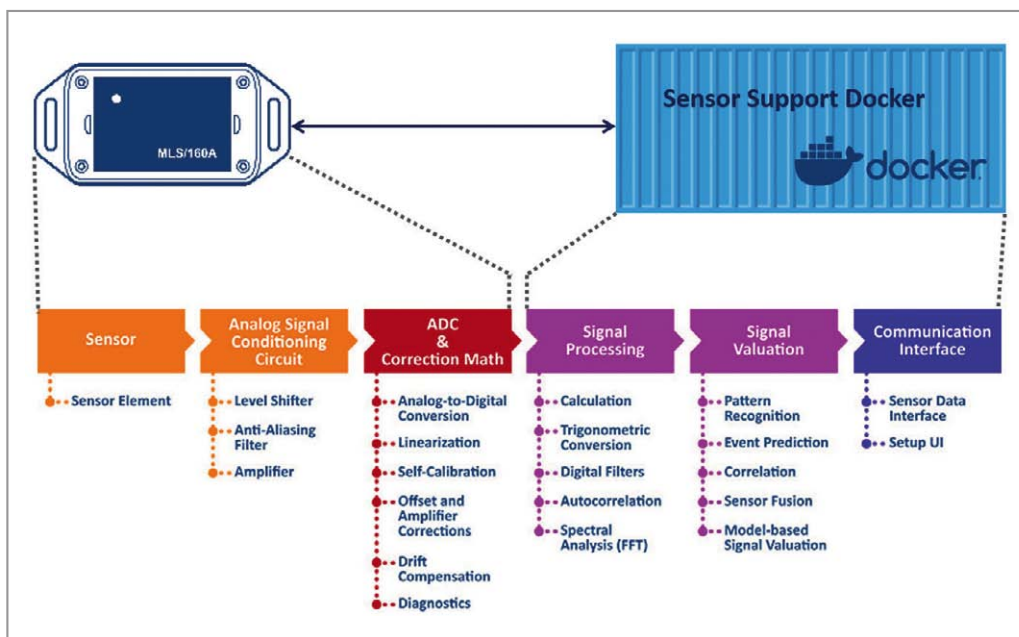 MLS/160A
Sensor Support Docker
docker
Sensor
Analog Signal
Conditioning
Circuit
ADC
&
Correction Math
Signal
Processing
Signal
Valuation
Communication
Interface
Sensor Element
Level Shifter
Anti-Aliasing
Filter
Amplifier
Analog-to-Digital
Conversion
Linearization
Self-Calibration
Offset and
Amplifier
Corrections
Drift
Compensation
Diagnostics
Calculation
Trigonometric
Conversion
Digital Filters
Autocorrelation
Spectral
Analysis (FFT)
Pattern
Recognition
Event Prediction
Correlation
Sensor Fusion
Model-based
Signal Valuation
Sensor Data
Interface
Setup UI